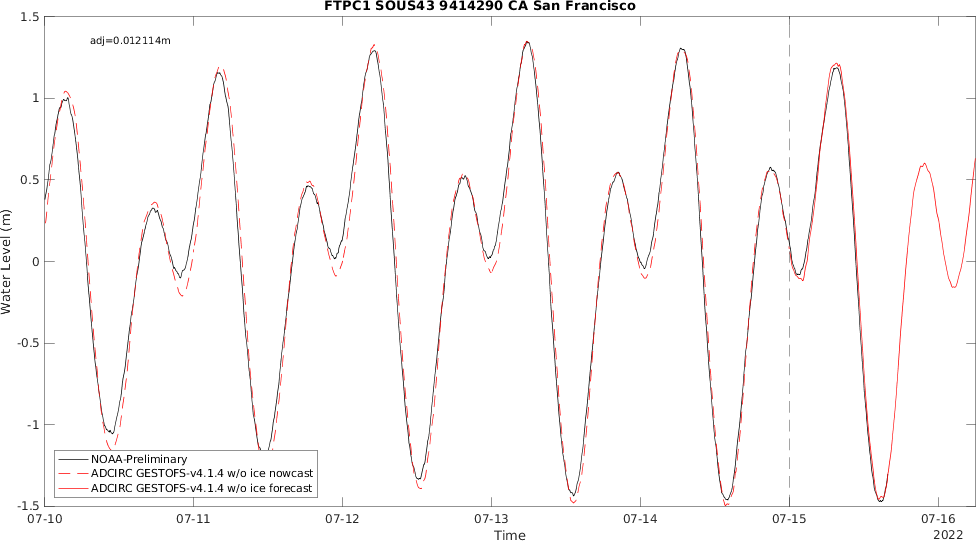 FTPC1 SOUS43 9414290 CA San Francisco
adj=0.012114m
1.5
1
0.5
0
-0.5
-1
-1.5
Water Level (m)
NOAA-Preliminary
ADCIRC GESTOFS-v4.1.4 w/o ice nowcast
ADCIRC GESTOFS-v4.1.4 w/o ice forecast
07-10
07-11
07-12
07-13
07-14
07-15
07-16
Time
2022